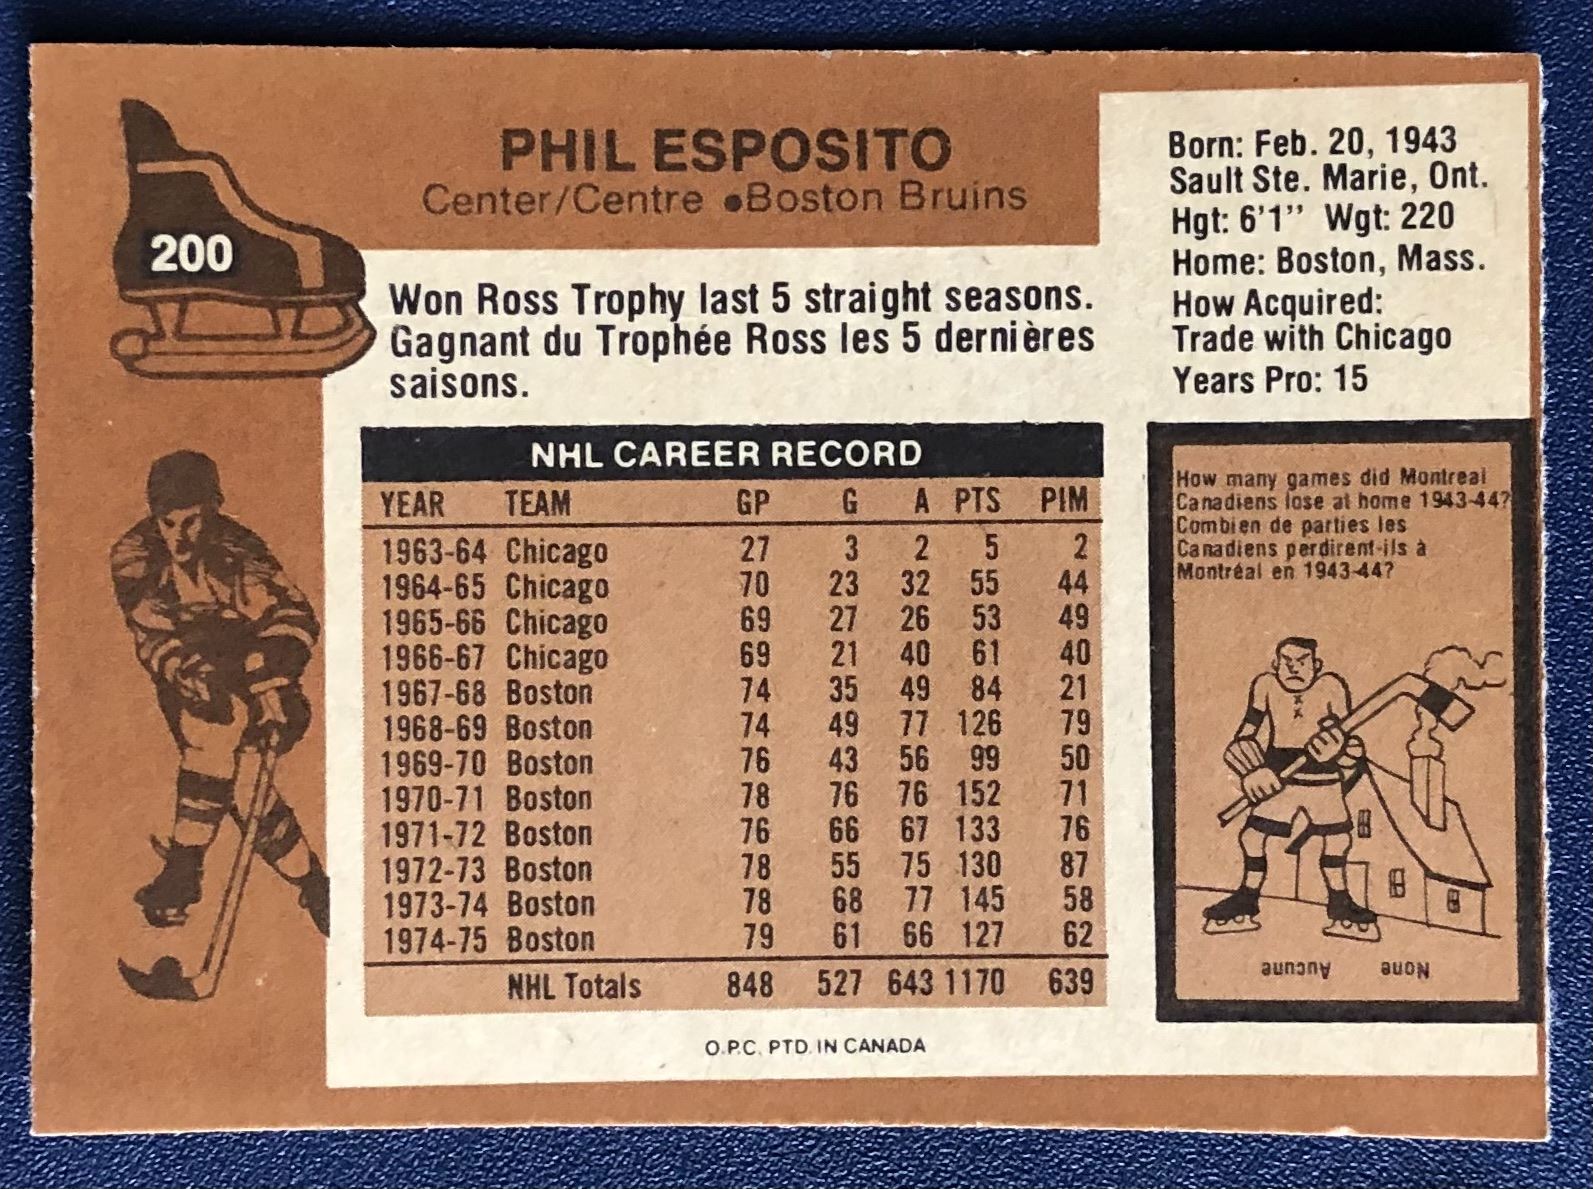 PHIL ESPOSITO
Center/Centre •Boston Bruins
200
Won Ross Trophy last 5 straight seasons.
Gagnant du Trophée Ross les 5 dernières
saisons.
Born: Feb. 20, 1943
Sault Ste. Marie, Ont.
Hgt: 6'1" Wgt: 220
Home: Boston, Mass.
How Acquired:
Trade with Chicago
Years Pro: 15
NHL CAREER RECORD
YEAR TEAM GP G A PTS PIM
1963-64 Chicago 27 3 2 5 2
1964-65 Chicago 70 23 32 55 44
1965-66 Chicago 69 27 26 53 49
1966-67 Chicago 69 21 40 61 40
1967-68 Boston 74 35 49 84 21
1968-69 Boston 74 49 77 126 79
1969-70 Boston 76 43 56 99 50
1970-71 Boston 78 76 76 152 71
1971-72 Boston 76 66 67 133 76
1972-73 Boston 78 55 75 130 87
1973-74 Boston 78 68 77 145 58
1974-75 Boston 79 61 66 127 62
NHL Totals 848 527 643 1170 639
How many games did Montreal
Canadiens lose at home 1943-44?
Combien de parties les
Canadiens perdirent-ils à
Montréal en 1943-44?
None
Aucune
O.P.C. PTD. IN CANADA